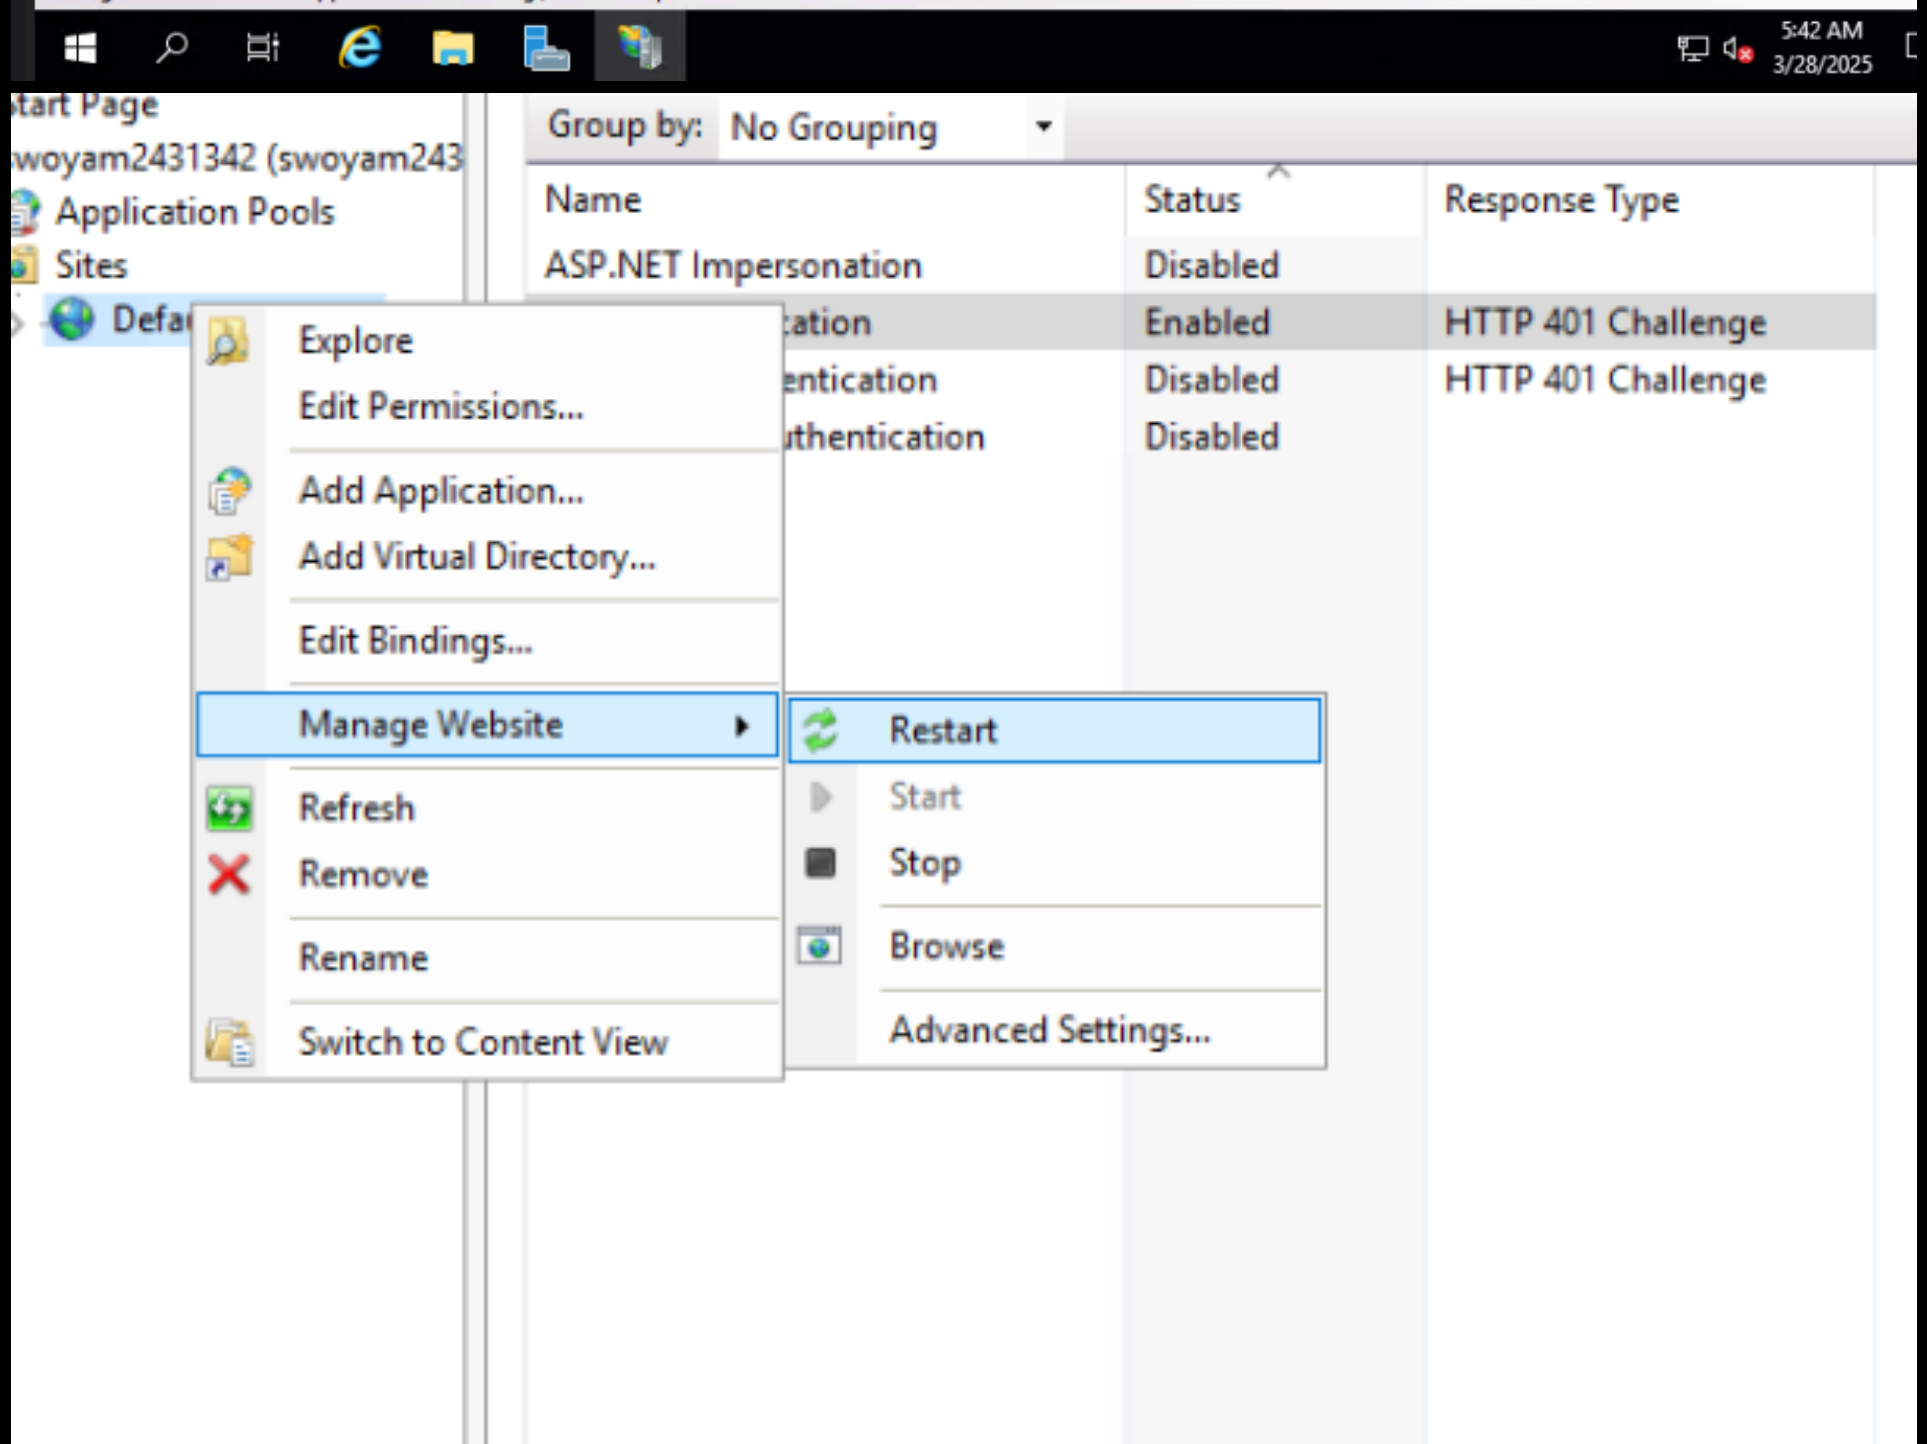 5:42 AM
3/28/2025
tart Page
woyam2431342 (swoyam243
Application Pools
Sites
Defau
Group by: No Grouping
Name Status Response Type
ASP.NET Impersonation Disabled
cation Enabled HTTP 401 Challenge
entication Disabled HTTP 401 Challenge
uthentication Disabled
Explore
Edit Permissions...
Add Application...
Add Virtual Directory...
Edit Bindings...
Manage Website
Refresh
Remove
Rename
Switch to Content View
Restart
Start
Stop
Browse
Advanced Settings...